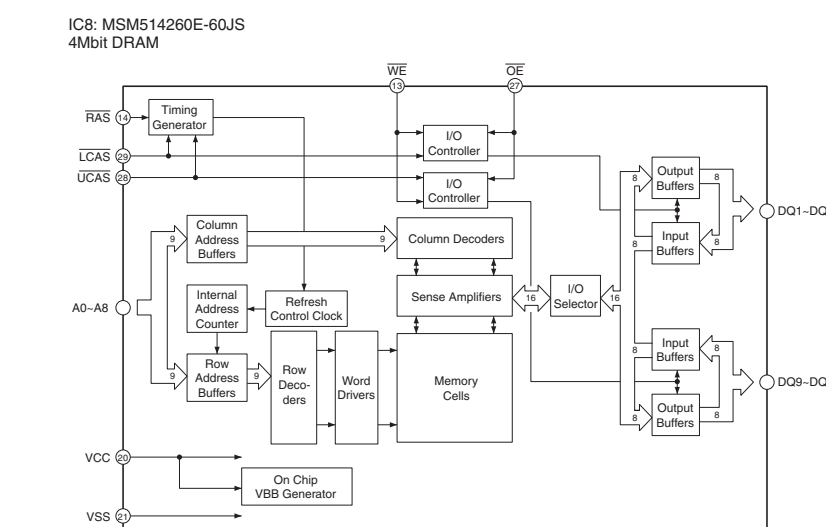 IC8: MSM514260E-60JS
4Mbit DRAM
WE
OE
13
27
RAS
14
Timing
Generator
LCAS
29
UCAS
28
I/O
Controller
I/O
Controller
Output
Buffers
8
8
8
Input
Buffers
8
8
DQ1~DQ
Column
Address
Buffers
9
9
Column Decoders
A0~A8
Internal
Address
Counter
Refresh
Control Clock
Sense Amplifiers
16
I/O
Selector
16
Row
Address
Buffers
9
9
Row
Deco-
ders
Word
Drivers
Memory
Cells
Input
Buffers
8
8
8
Output
Buffers
8
8
DQ9~DQ
VCC
20
On Chip
VBB Generator
VSS
21